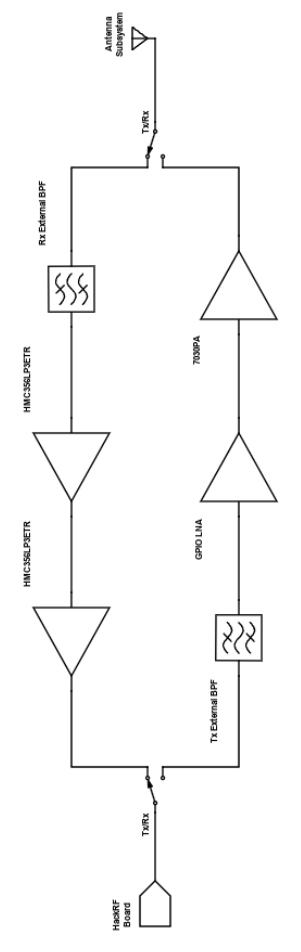 Antenna
Subsystem
Tx/Rx
Rx External BPF
HMC356LP3ETR
7030PA
HMC356LP3ETR
GPIO LNA
Tx External BPF
Tx/Rx
HackRF
Board